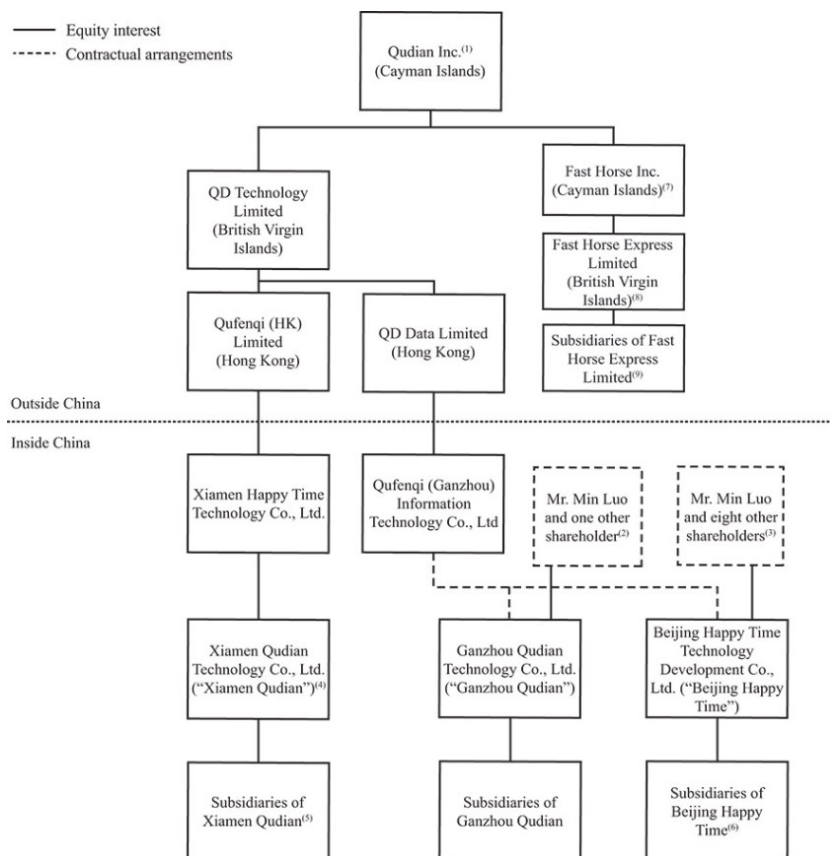 Equity interest
Contractual arrangements
Qudian Inc.(1)
(Cayman Islands)
QD Technology
Limited
(British Virgin
Islands)
Fast Horse Inc.
(Cayman Islands)(7)
Fast Horse Express
Limited
(British Virgin
Islands)(8)
Qufenqi (HK)
Limited
(Hong Kong)
QD Data Limited
(Hong Kong)
Subsidiaries of Fast
Horse Express
Limited(9)
Outside China
Inside China
Xiamen Happy Time
Technology Co., Ltd.
Qufenqi (Ganzhou)
Information
Technology Co., Ltd
Mr. Min Luo
and one other
shareholder(2)
Mr. Min Luo
and eight other
shareholders(3)
Xiamen Qudian
Technology Co., Ltd.
(“Xiamen Qudian”)(4)
Ganzhou Qudian
Technology Co., Ltd.
(“Ganzhou Qudian”)
Beijing Happy Time
Technology
Development Co.,
Ltd. (“Beijing Happy
Time”)
Subsidiaries of
Xiamen Qudian(5)
Subsidiaries of
Ganzhou Qudian
Subsidiaries of
Beijing Happy
Time(6)